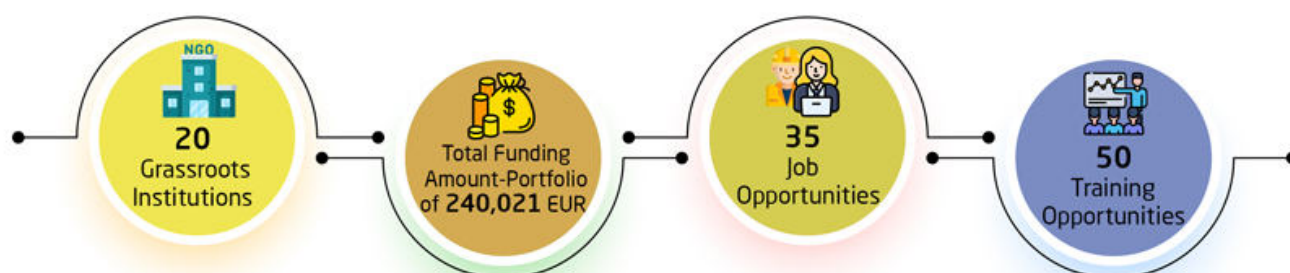 NGO
20
Grassroots
Institutions
$
Total Funding
Amount-Portfolio
of 240,021 EUR
35
Job
Opportunities
50
Training
Opportunities